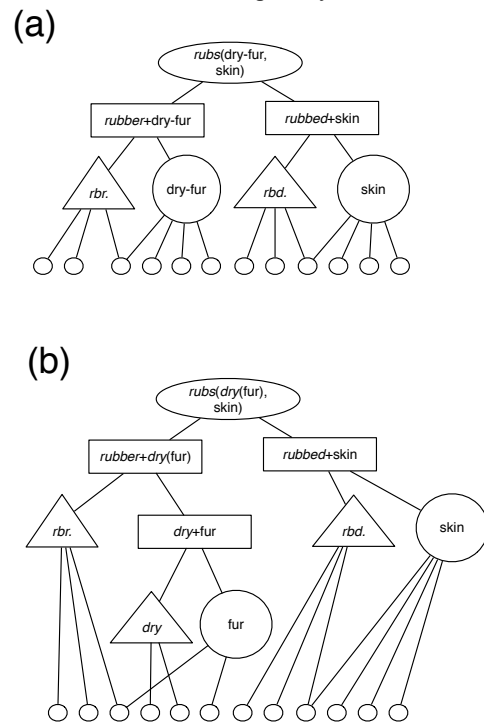 (a)
rubs(dry-fur,
skin)
rubber+dry-fur
rubbed+skin
rbr.
dry-fur
rbd.
skin
(b)
rubs(dry(fur),
skin)
rubber+dry(fur)
rubbed+skin
rbr.
dry+fur
rbd.
skin
dry
fur